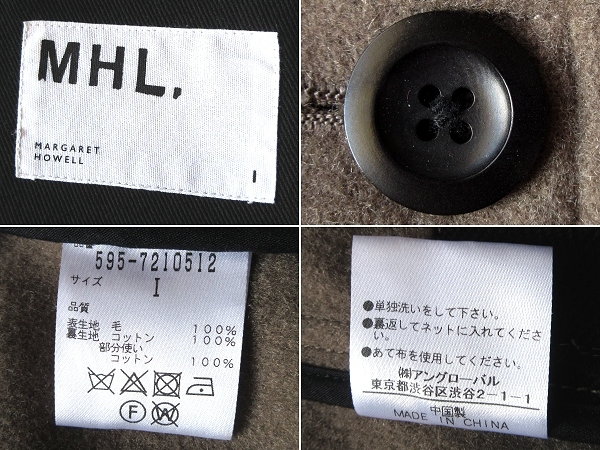 MHL.
MARGARET
HOWELL
I
595-7210512
サイズ
I
品質
表生地 毛 100%
裏生地 コットン 100%
部分使い
コットン 100%
F
W
●単独洗いをして下さい。
●裏返してネットに入れてくださ
い。
●あて布を使用してください。
㈱アングローバル
東京都渋谷区渋谷2-1-1
中国製
MADE IN CHINA